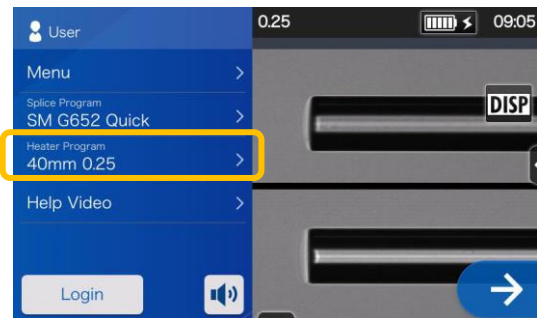 User
0.25
09:05
Menu
Splice Program
SM G652 Quick
DISP
Heater Program
40mm 0.25
Help Video
Login